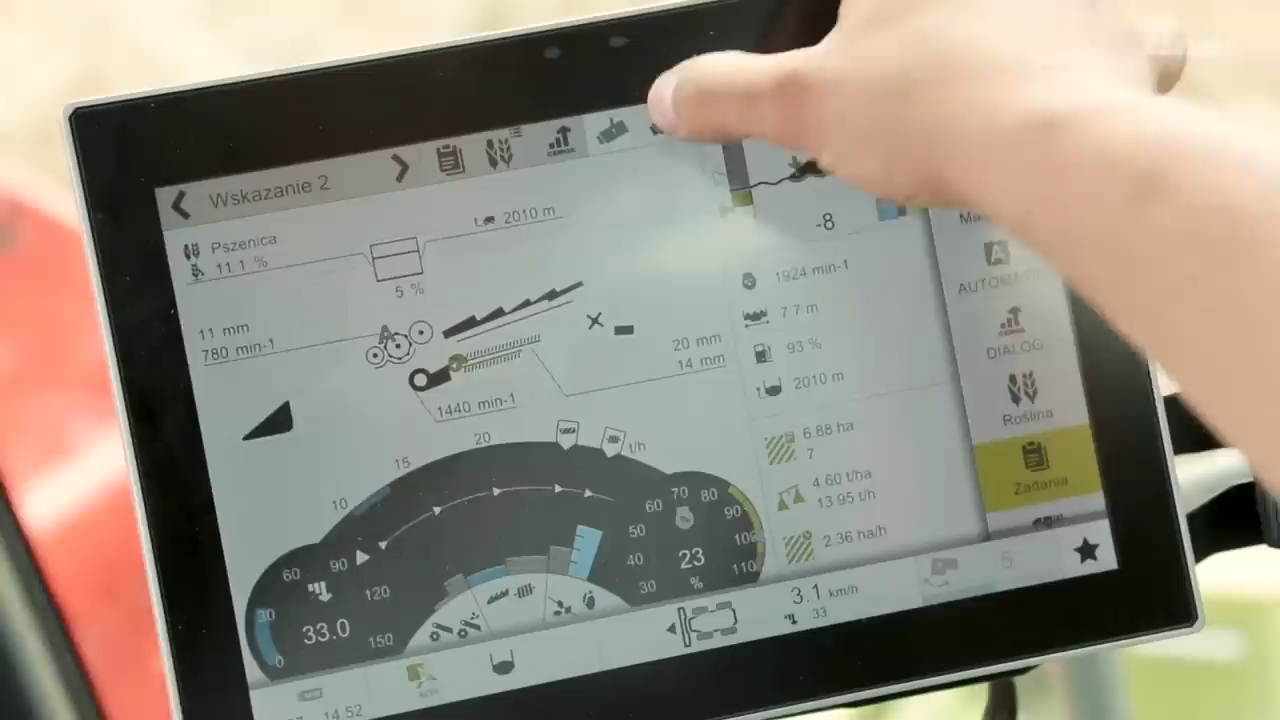 Wskazanie 2
CEMOS
Pszenica
11.1 %
2010 m
5 %
11 mm
780 min-1
20 mm
14 mm
1440 min-1
-8
1924 min-1
7 7 m
93 %
2010 m
6.88 ha
7
4.60 t/ha
13.95 t/h
2.36 ha/h
DIALOG
Roślina
Zadania
10
15
20
t/h
0
30
60
90
120
150
33.0
30
40
50
60
70
80
90
100
110
23
%
3.1 km/h
33
5
AUTO
14.52